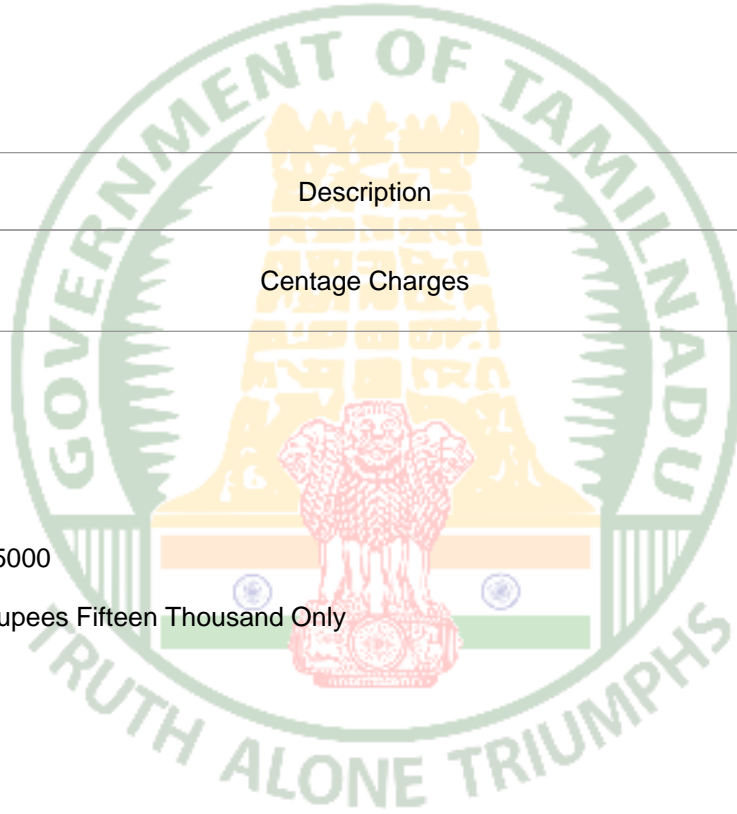 GOVERNMENT OF TAMILNADU
Description
Centage Charges
5000
upees Fifteen Thousand Only
TRUTH ALONE TRIUMPHS